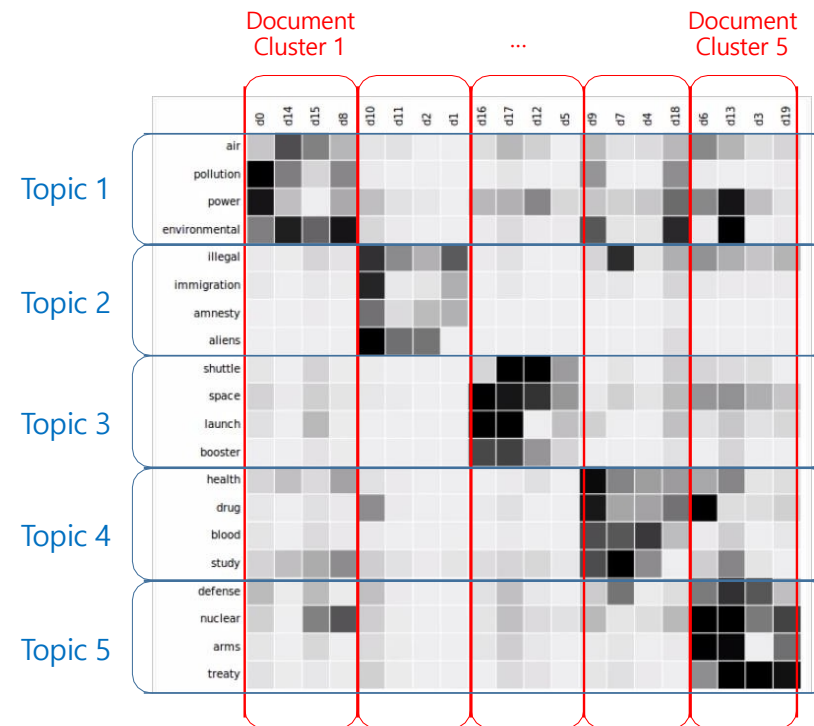 Document
Cluster 1
...
Document
Cluster 5
d0 d14 d15 d8 d10 d11 d2 d1 d16 d17 d12 d5 d9 d7 d4 d18 d6 d13 d3 d19
Topic 1
air
pollution
power
environmental
Topic 2
illegal
immigration
amnesty
aliens
Topic 3
shuttle
space
launch
booster
Topic 4
health
drug
blood
study
Topic 5
defense
nuclear
arms
treaty